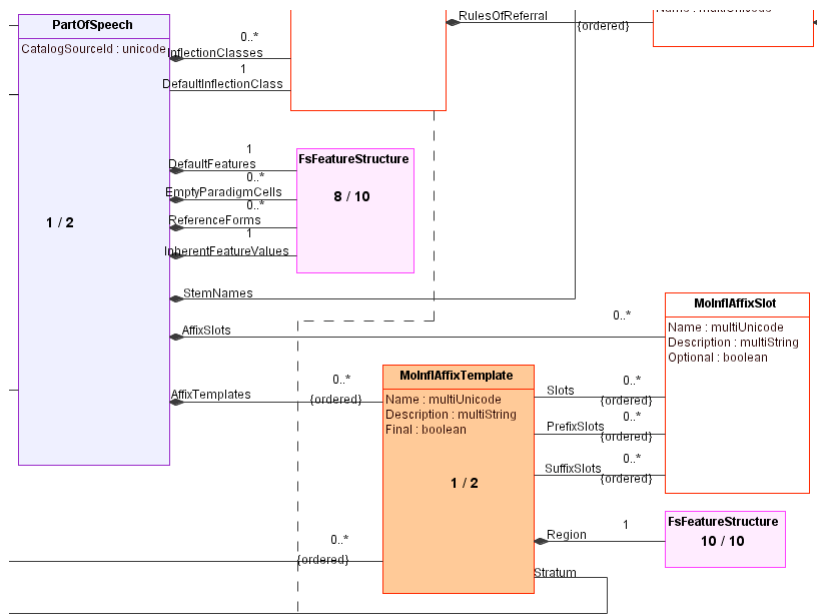 PartOfSpeech
CatalogSourceId : unicode
1 / 2
0..*
InflectionClasses
1
DefaultInflectionClass
RulesOfReferral
{ordered}
1
DefaultFeatures
0..*
EmptyParadigmCells
0..*
ReferenceForms
1
InherentFeatureValues
FsFeatureStructure
8 / 10
StemNames
AffixSlots
0..*
MoInflAffixSlot
Name : multiUnicode
Description : multiString
Optional : boolean
AffixTemplates
0..*
{ordered}
MoInflAffixTemplate
Name : multiUnicode
Description : multiString
Final : boolean
1 / 2
Slots
0..*
{ordered}
PrefixSlots
0..*
{ordered}
SuffixSlots
0..*
{ordered}
Region
1
FsFeatureStructure
10 / 10
0..*
{ordered}
Stratum